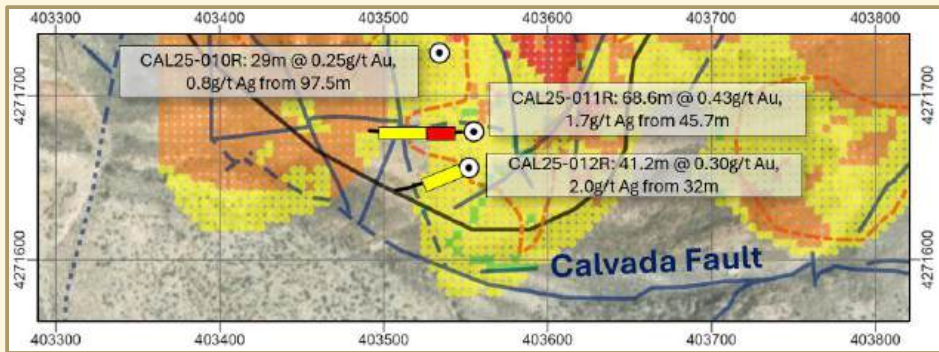 403300 403400 403500 403600 403700 403800
CAL25-010R: 29m @ 0.25g/t Au,
0.8g/t Ag from 97.5m
4271700
4271700
CAL25-011R: 68.6m @ 0.43g/t Au,
1.7g/t Ag from 45.7m
CAL25-012R: 41.2m @ 0.30g/t Au,
2.0g/t Ag from 32m
4271600
4271600
Calvada Fault
403300 403400 403500 403600 403700 403800